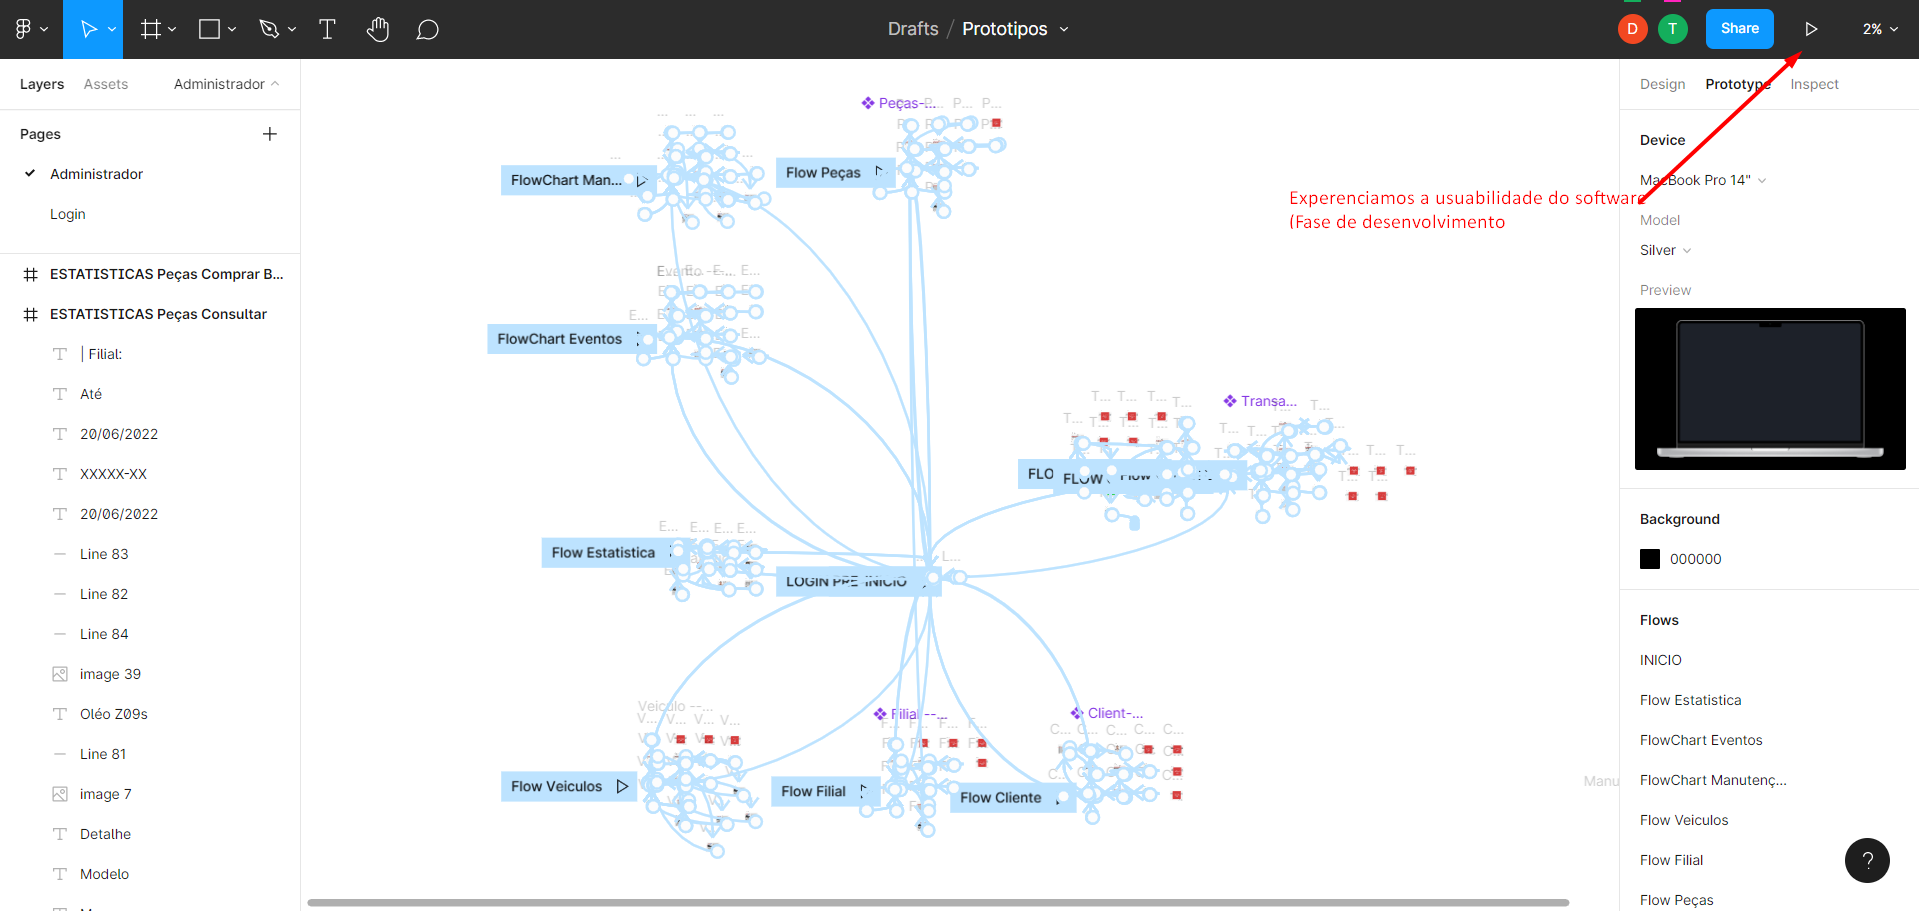 Drafts / Prototipos
D
T
Share
2%
Layers
Assets
Administrador
Pages
Administrador
Login
ESTATISTICAS Peças Comprar B...
ESTATISTICAS Peças Consultar
| Filial:
Até
20/06/2022
XXXXX-XX
20/06/2022
Line 83
Line 82
Line 84
image 39
Oléo Z09s
Line 81
image 7
Detalhe
Modelo
Peças-...
FlowChart Man...
Flow Peças
Evento --...
FlowChart Eventos
Transa...
FLO
FLOW
Flow
Flow Estatistica
LOGIN PRE-INICIO
Veiculo --...
Flow Veiculos
Filial --...
Flow Filial
Client-...
Flow Cliente
Manu
Experenciamos a usuabilidade do software
(Fase de desenvolvimento
Design
Prototype
Inspect
Device
MacBook Pro 14"
Model
Silver
Preview
Background
000000
Flows
INICIO
Flow Estatistica
FlowChart Eventos
FlowChart Manutenç...
Flow Veiculos
Flow Filial
Flow Peças
?